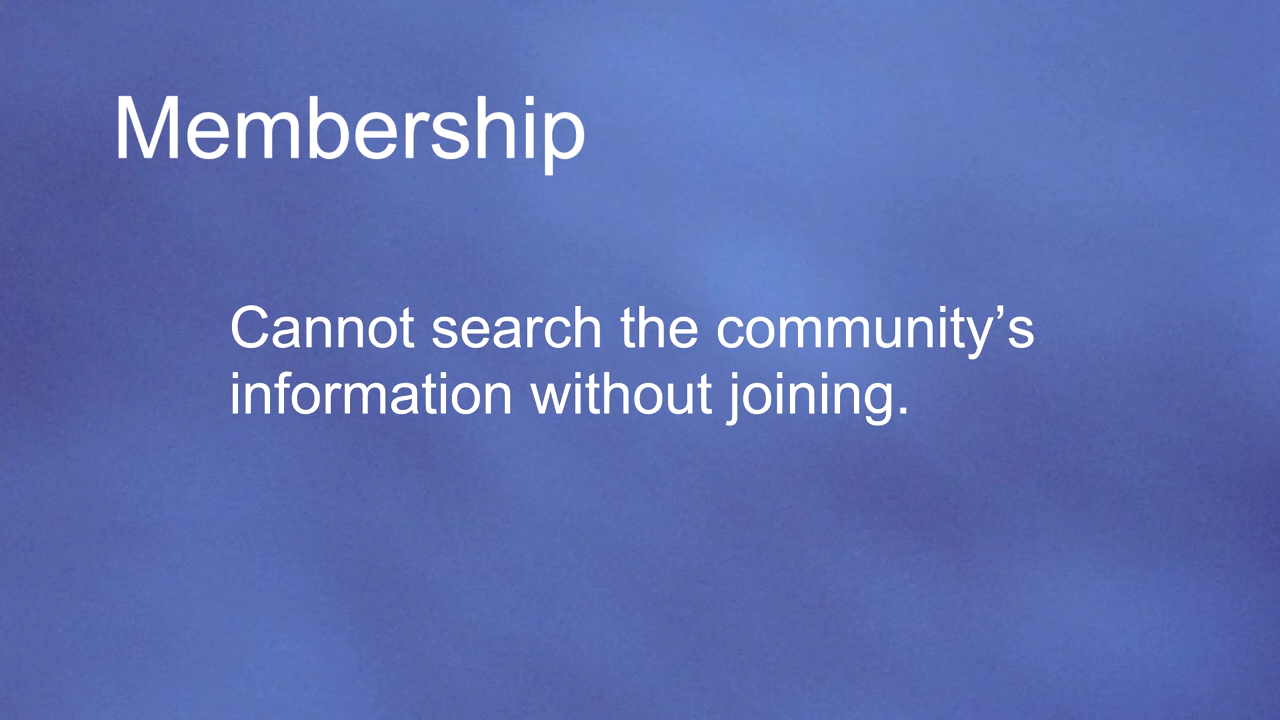 Membership
Cannot search the community’s
information without joining.